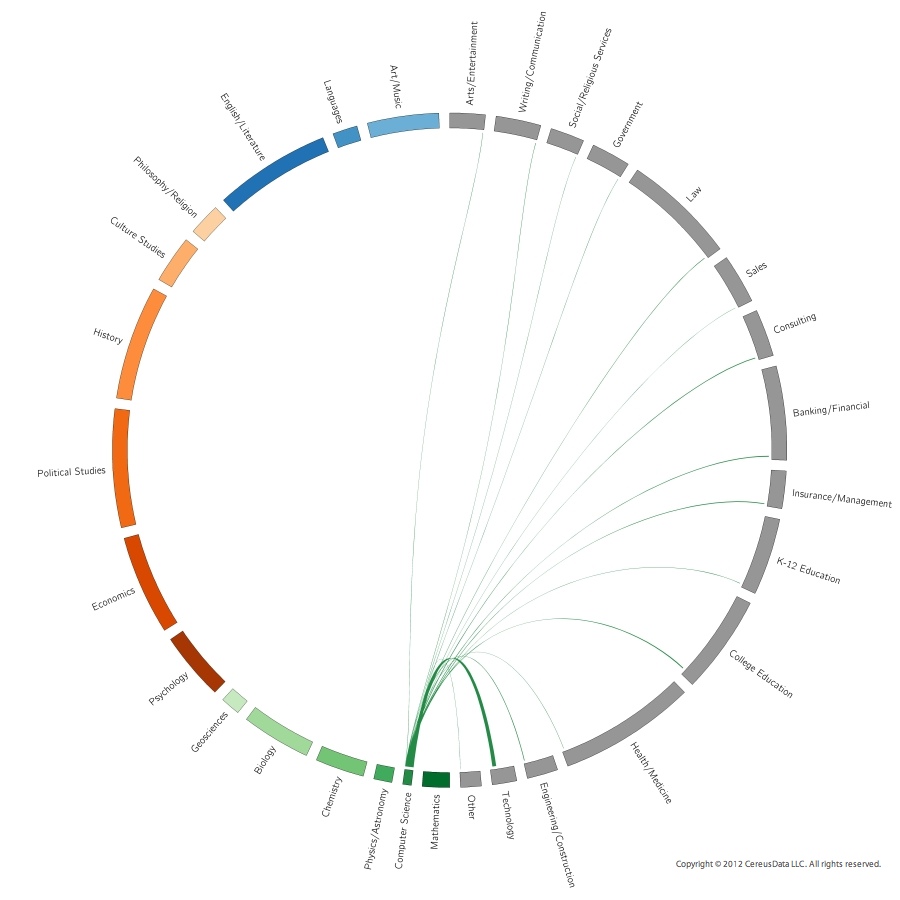 Arts/Entertainment
Writing/Communication
Social/Religious Services
Government
Law
Sales
Consulting
Banking/Financial
Insurance/Management
K-12 Education
College Education
Health/Medicine
Engineering/Construction
Technology
Other
Mathematics
Computer Science
Physics/Astronomy
Chemistry
Biology
Geosciences
Psychology
Economics
Political Studies
History
Culture Studies
Philosophy/Religion
English/Literature
Languages
Art/Music
Copyright © 2012 CereusData LLC. All rights reserved.